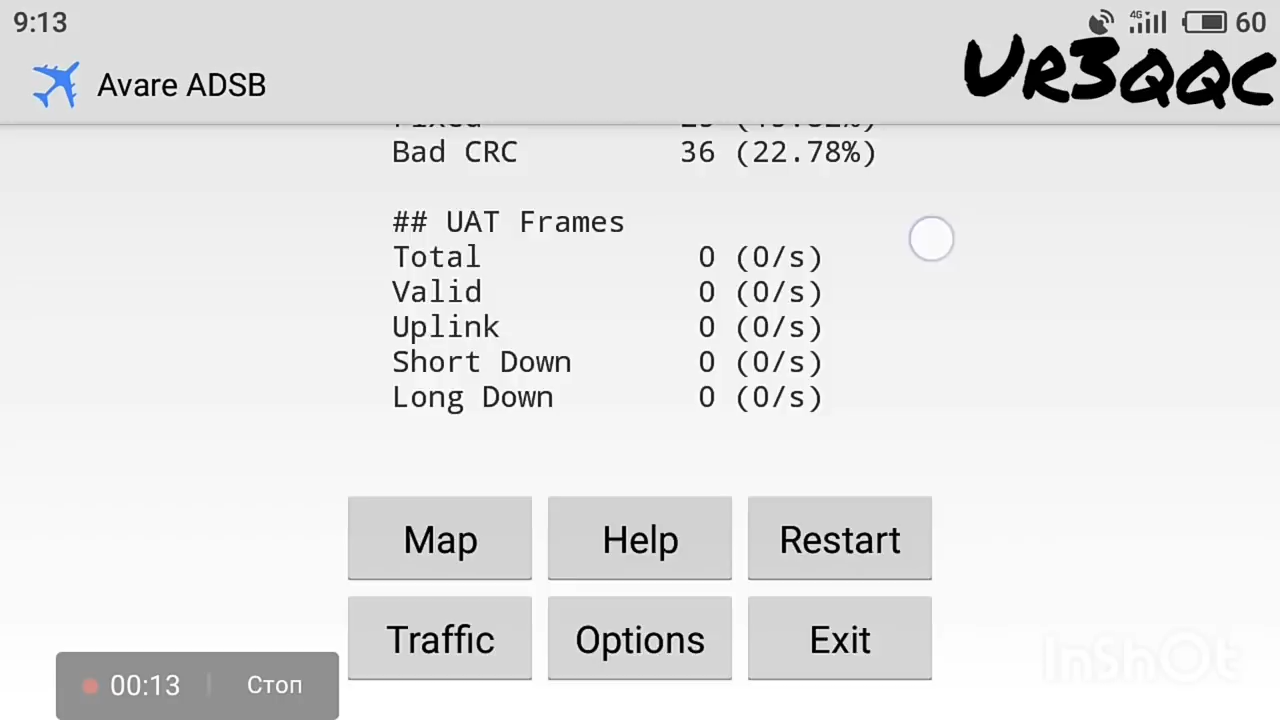 9:13
4G
60
Avare ADSB
UR3QQC
Bad CRC 36 (22.78%)
## UAT Frames
Total 0 (0/s)
Valid 0 (0/s)
Uplink 0 (0/s)
Short Down 0 (0/s)
Long Down 0 (0/s)
Map Help Restart
Traffic Options Exit
00:13 Стоп
InShOt